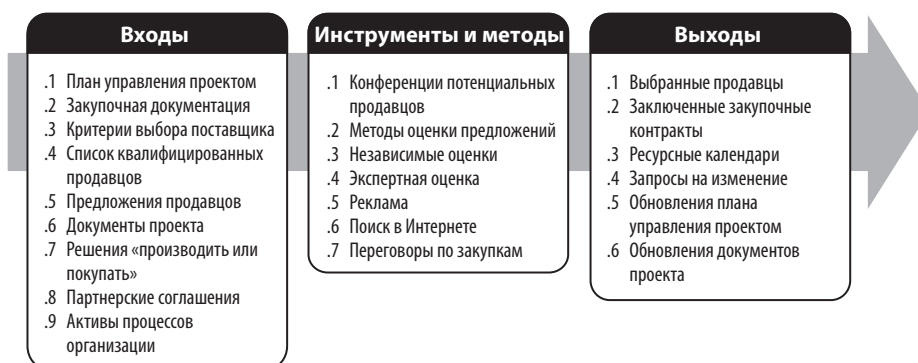 Входы
.1 План управления проектом
.2 Закупочная документация
.3 Критерии выбора поставщика
.4 Список квалифицированных
продавцов
.5 Предложения продавцов
.6 Документы проекта
.7 Решения «производить или
покупать»
.8 Партнерские соглашения
.9 Активы процессов
организации
Инструменты и методы
.1 Конференции потенциальных
продавцов
.2 Методы оценки предложений
.3 Независимые оценки
.4 Экспертная оценка
.5 Реклама
.6 Поиск в Интернете
.7 Переговоры по закупкам
Выходы
.1 Выбранные продавцы
.2 Заключенные закупочные
контракты
.3 Ресурсные календари
.4 Запросы на изменение
.5 Обновления плана
управления проектом
.6 Обновления документов
проекта